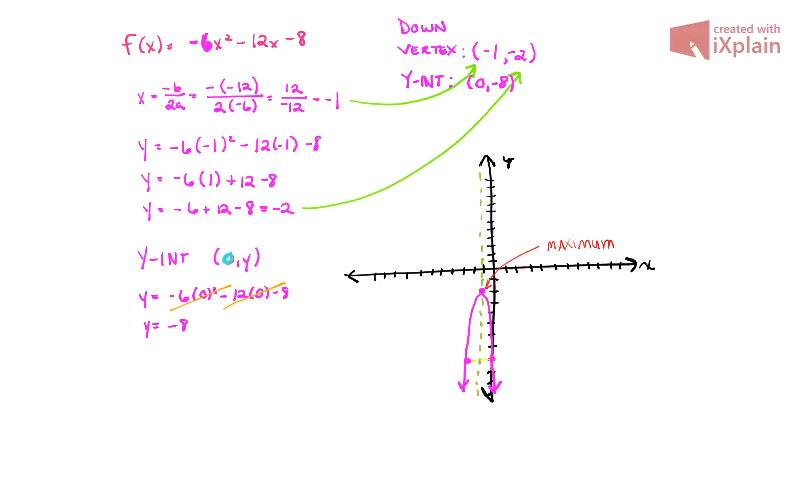 f(x) = -6x² - 12x - 8
x = -b/2a = -(-12)/2(-6) = 12/-12 = -1
y = -6(-1)² - 12(-1) - 8
y = -6(1) + 12 - 8
y = -6 + 12 - 8 = -2
Y-INT (0, y)
y = -6(0)² - 12(0) - 8
y = -8
DOWN
VERTEX: (-1, -2)
Y-INT: (0, -8)
y
MAXIMUM
x
created with
iXplain